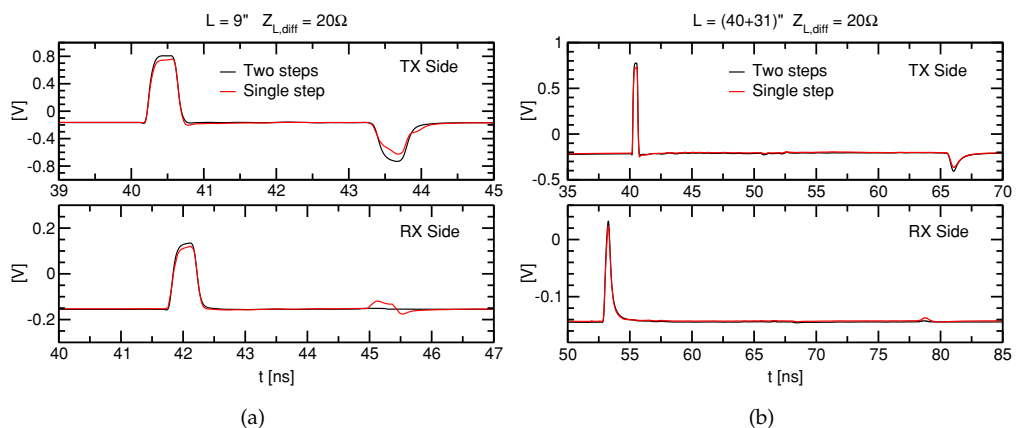 L = 9" Z_L,diff = 20Ω
0.8
0.4
0
-0.4
-0.8
[V]
Two steps
Single step
TX Side
39 40 41 42 43 44 45
0.2
0
-0.2
[V]
RX Side
40 41 42 43 44 45 46 47
t [ns]
(a)
L = (40+31)" Z_L,diff = 20Ω
1
0.5
0
-0.5
[V]
Two steps
Single step
TX Side
35 40 45 50 55 60 65 70
0
-0.1
[V]
RX Side
50 55 60 65 70 75 80 85
t [ns]
(b)